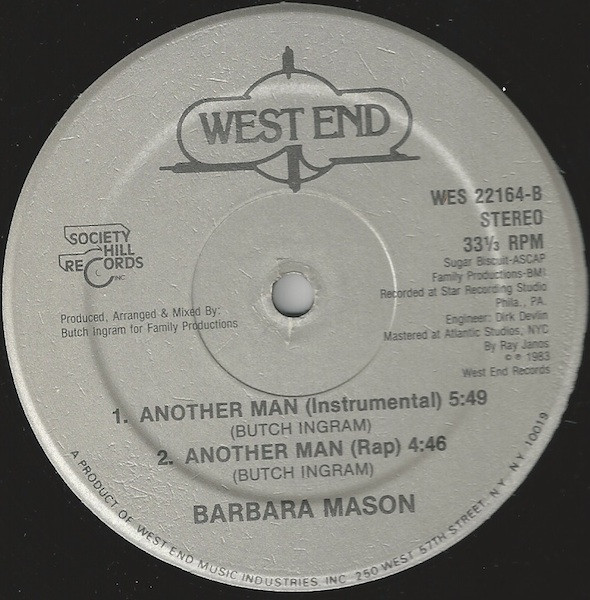 WEST END
WES 22164-B
STEREO
33⅓ RPM
Sugar Biscuit-ASCAP
Family Productions-BMI
Recorded at Star Recording Studio
Phila., PA.
Engineer: Dirk Devlin
Mastered at Atlantic Studios, NYC
By Ray Janos
© ℗ 1983
West End Records
SOCIETY
HILL
RECORDS
INC
Produced, Arranged & Mixed By:
Butch Ingram for Family Productions
1. ANOTHER MAN (Instrumental) 5:49
(BUTCH INGRAM)
2. ANOTHER MAN (Rap) 4:46
(BUTCH INGRAM)
BARBARA MASON
A PRODUCT OF WEST END MUSIC INDUSTRIES INC. 250 WEST 57TH STREET, NY, N.Y. 10019